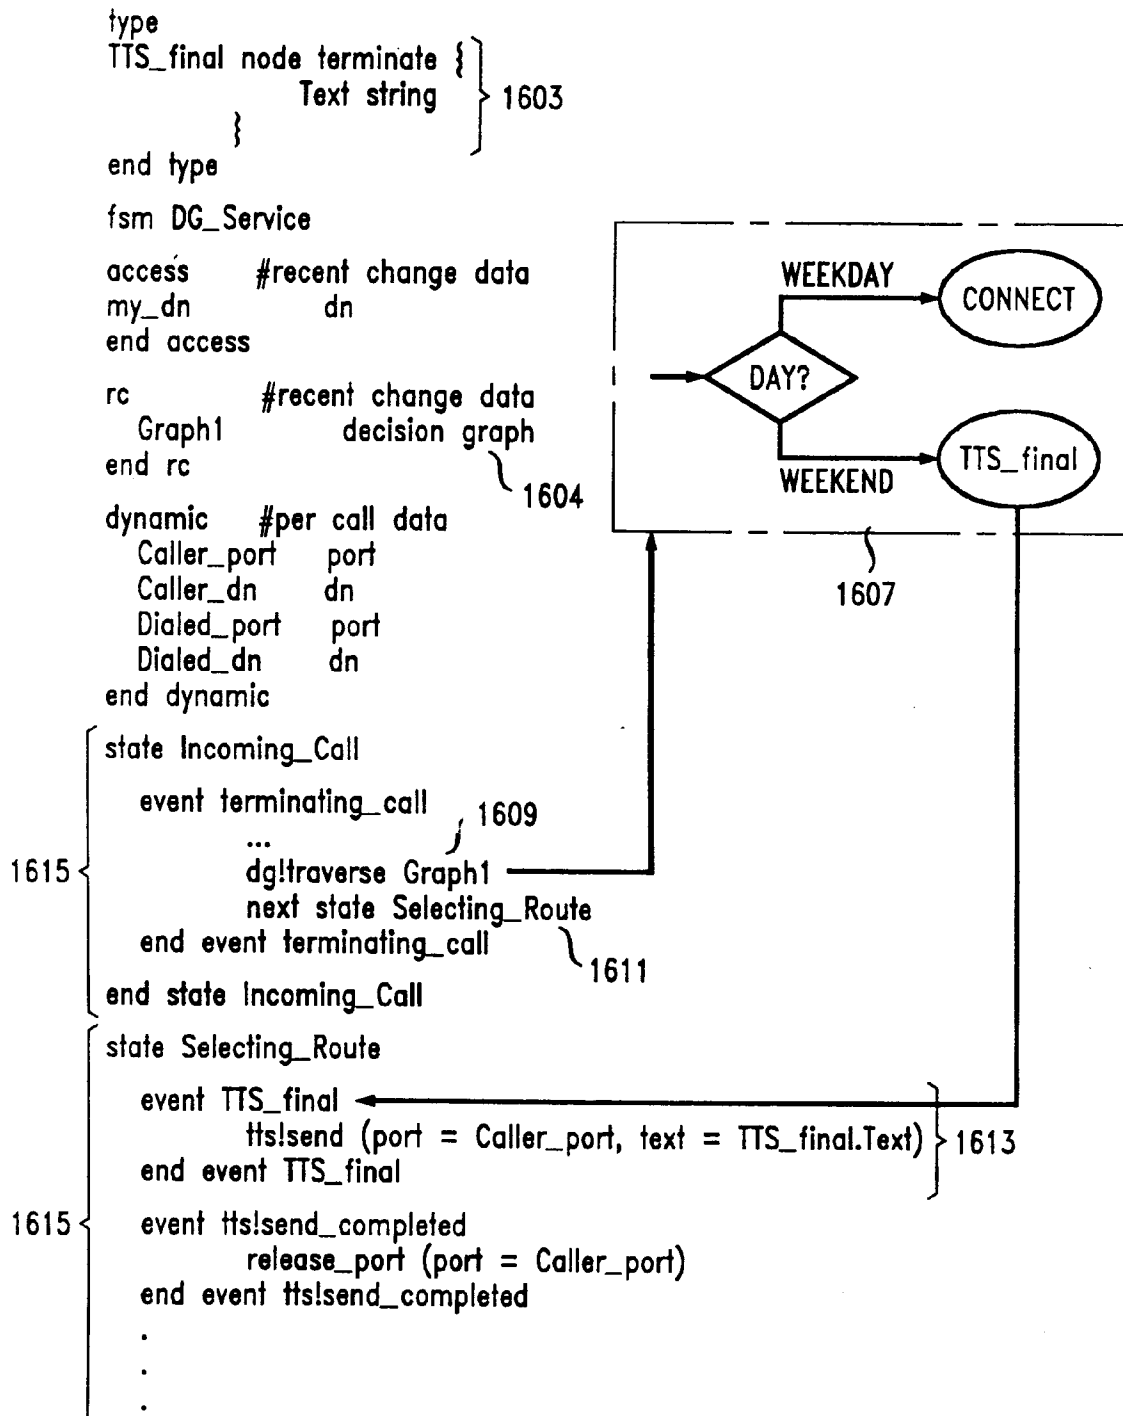 type
TTS_final node terminate {
Text string
}
1603
end type
fsm DG_Service
access #recent change data
my_dn dn
end access
rc #recent change data
Graph1 decision graph
end rc
1604
dynamic #per call data
Caller_port port
Caller_dn dn
Dialed_port port
Dialed_dn dn
end dynamic
WEEKDAY
CONNECT
DAY?
WEEKEND
TTS_final
1607
1615
state Incoming_Call
event terminating_call
1609
...
dg!traverse Graph1
next state Selecting_Route
end event terminating_call
1611
end state Incoming_Call
state Selecting_Route
event TTS_final
tts!send (port = Caller_port, text = TTS_final.Text)
1613
end event TTS_final
1615
event tts!send_completed
release_port (port = Caller_port)
end event tts!send_completed
.
.
.